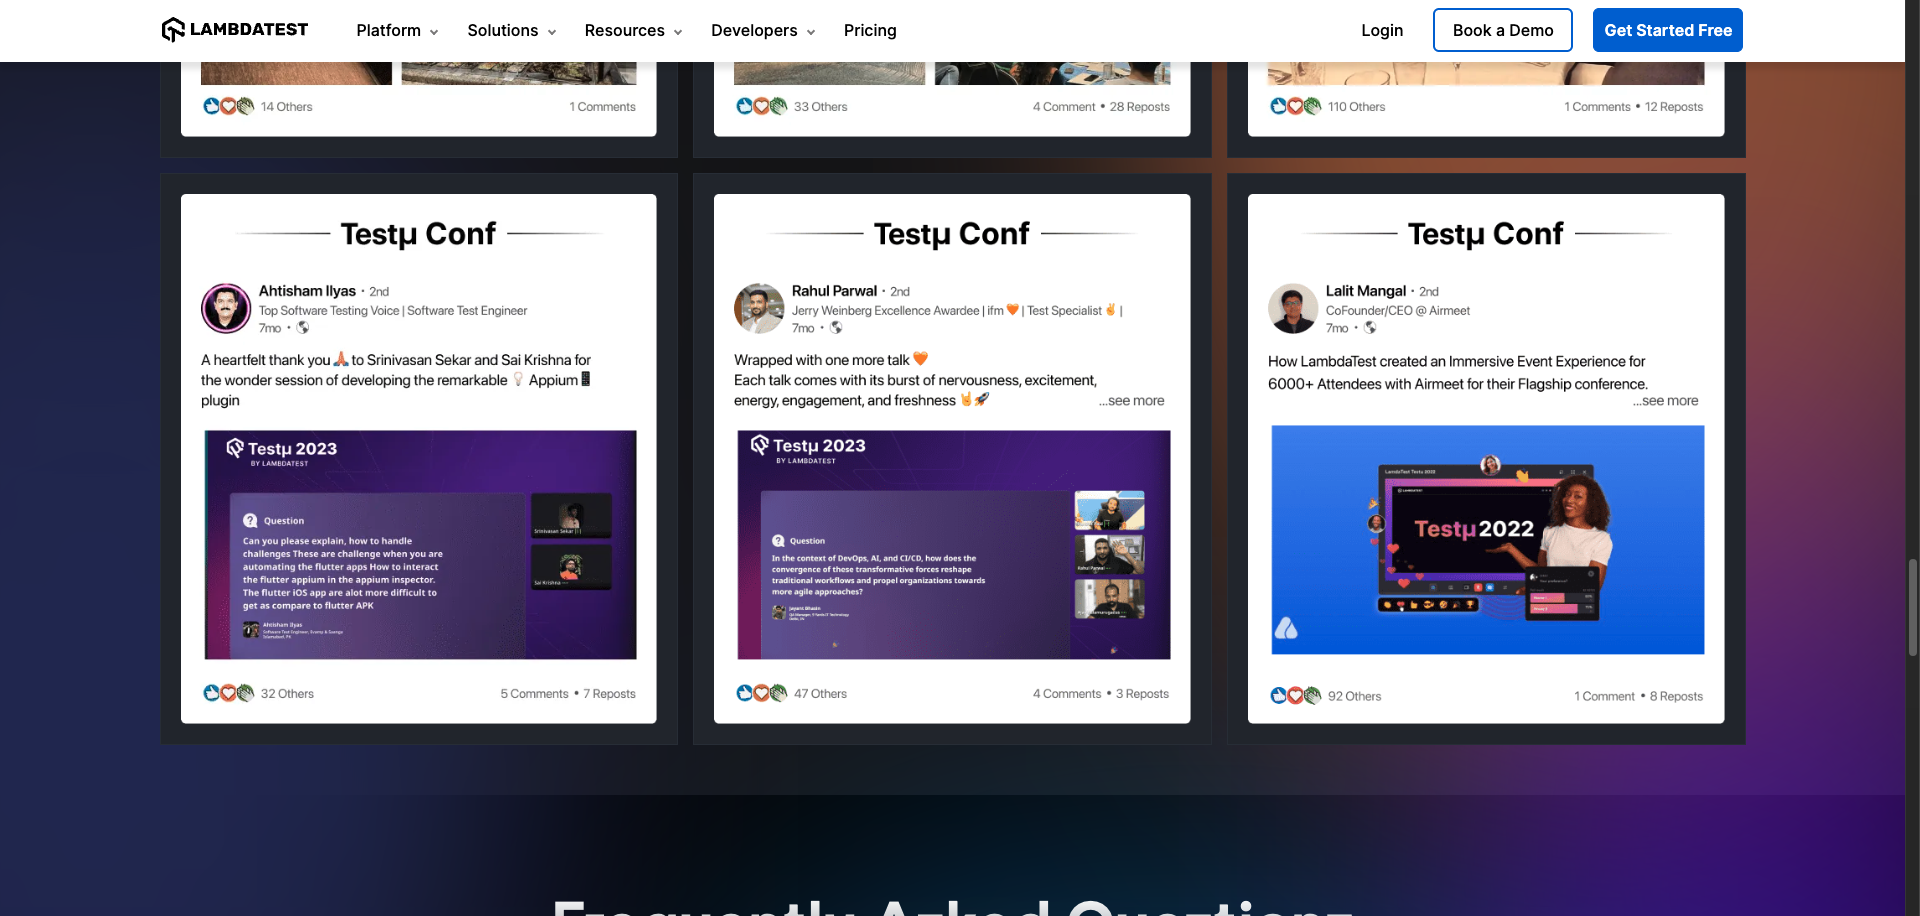 LAMBDATEST
Platform
Solutions
Resources
Developers
Pricing
Login
Book a Demo
Get Started Free
14 Others
1 Comments
33 Others
4 Comment • 28 Reposts
110 Others
1 Comments • 12 Reposts
Testμ Conf
Ahtisham Ilyas · 2nd
Top Software Testing Voice | Software Test Engineer
7mo •
A heartfelt thank you🙏to Srinivasan Sekar and Sai Krishna for
the wonder session of developing the remarkable 💡 Appium📱
plugin
Testμ 2023
BY LAMBDATEST
Question
Can you please explain, how to handle
challenges These are challenge when you are
automating the flutter apps How to interact
the flutter appium in the appium inspector.
The flutter iOS app are alot more difficult to
get as compare to flutter APK
Ahtisham Ilyas
Srinivasan Sekar
Sai Krishna
32 Others
5 Comments • 7 Reposts
Testμ Conf
Rahul Parwal · 2nd
Jerry Weinberg Excellence Awardee | ifm 🧡 | Test Specialist ✌ |
7mo •
Wrapped with one more talk 🧡
Each talk comes with its burst of nervousness, excitement,
energy, engagement, and freshness 🤘🚀
...see more
Testμ 2023
BY LAMBDATEST
Question
In the context of DevOps, AI, and CI/CD, how does the
convergence of these transformative forces reshape
traditional workflows and propel organizations towards
more agile approaches?
Jayant Bhasin
Rahul Parwal
47 Others
4 Comments • 3 Reposts
Testμ Conf
Lalit Mangal · 2nd
CoFounder/CEO @ Airmeet
7mo •
How LambdaTest created an Immersive Event Experience for
6000+ Attendees with Airmeet for their Flagship conference.
...see more
LamdaTest Testu 2022
LAMBDATEST
Testμ 2022
92 Others
1 Comment • 8 Reposts
Frequently Asked Questions